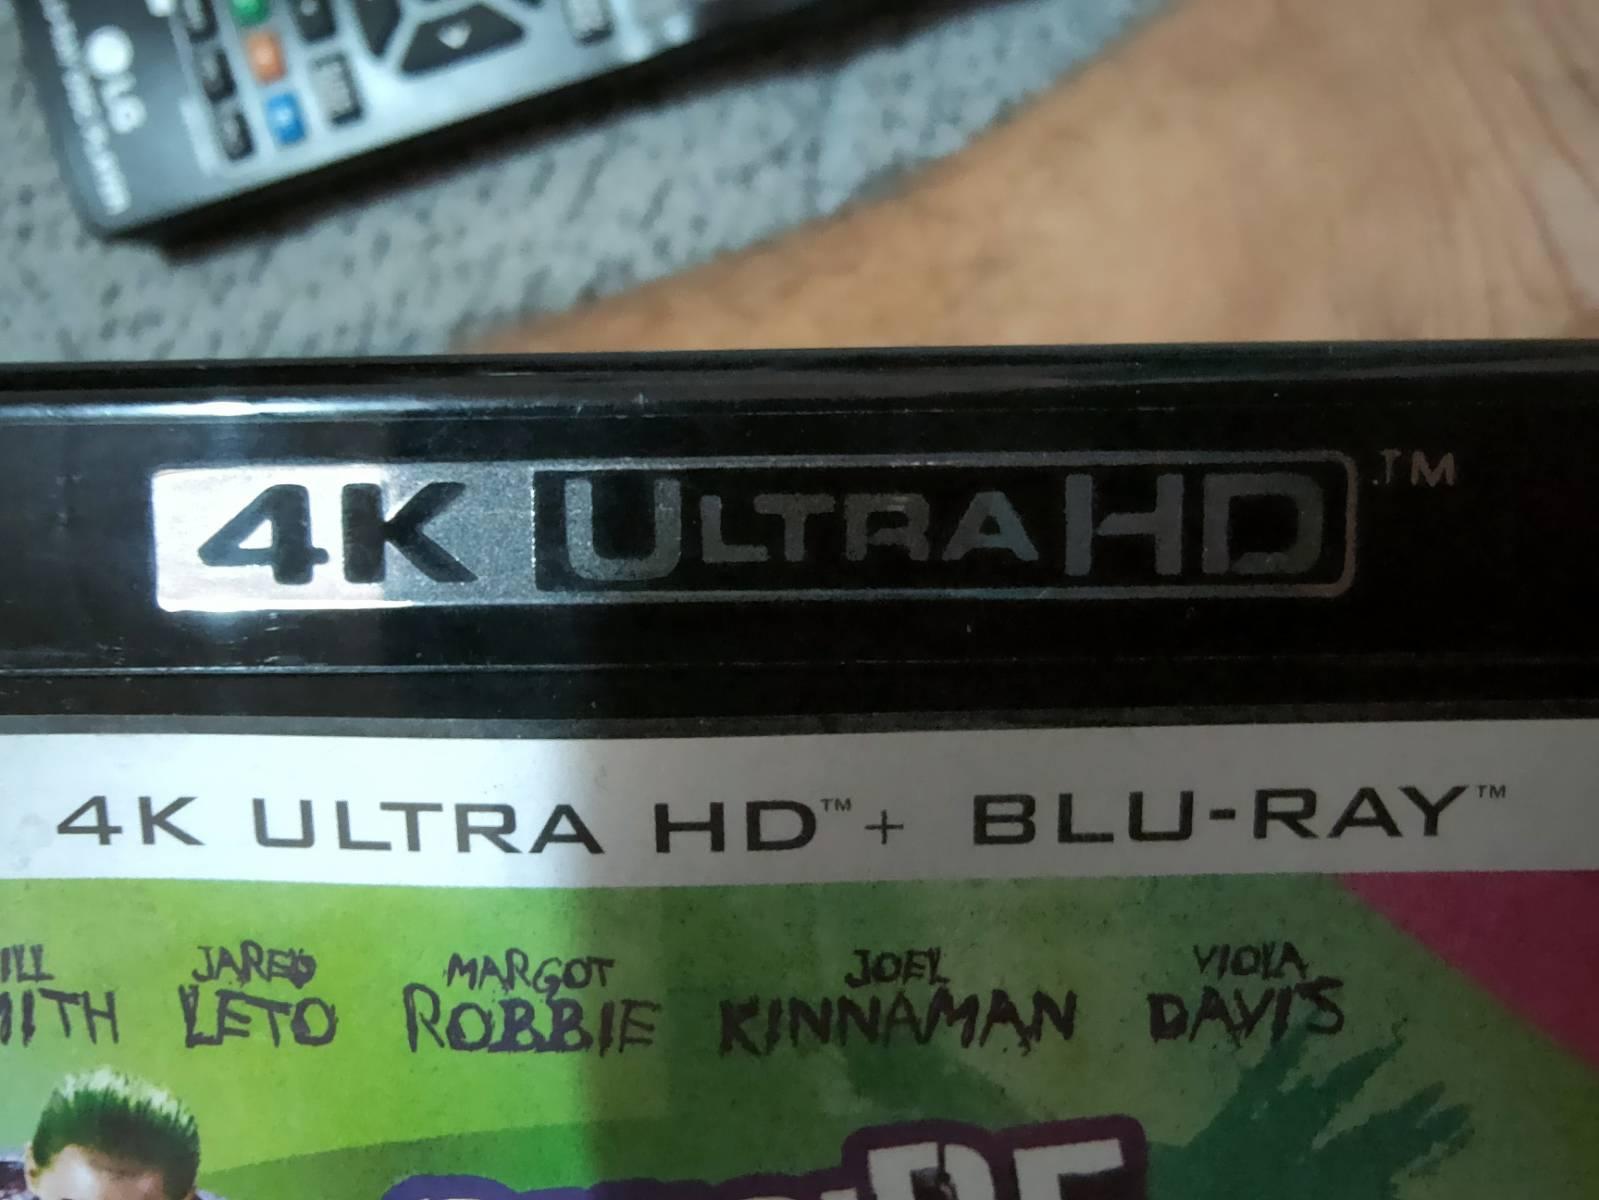 LG
4K ULTRA HD™
4K ULTRA HD™ + BLU-RAY™
JARED
LETO
MARGOT
ROBBIE
JOEL
KINNAMAN
VIOLA
DAVIS